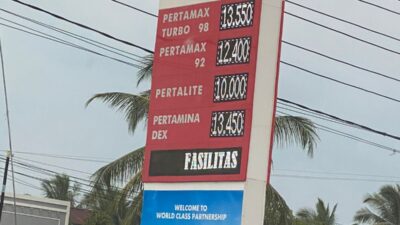 PERTAMAX 13.550
TURBO 98
PERTAMAX 12.400
92
PERTALITE 10.000
PERTAMINA 13.450
DEX
FASILITAS
WELCOME TO
WORLD CLASS PARTNERSHIP